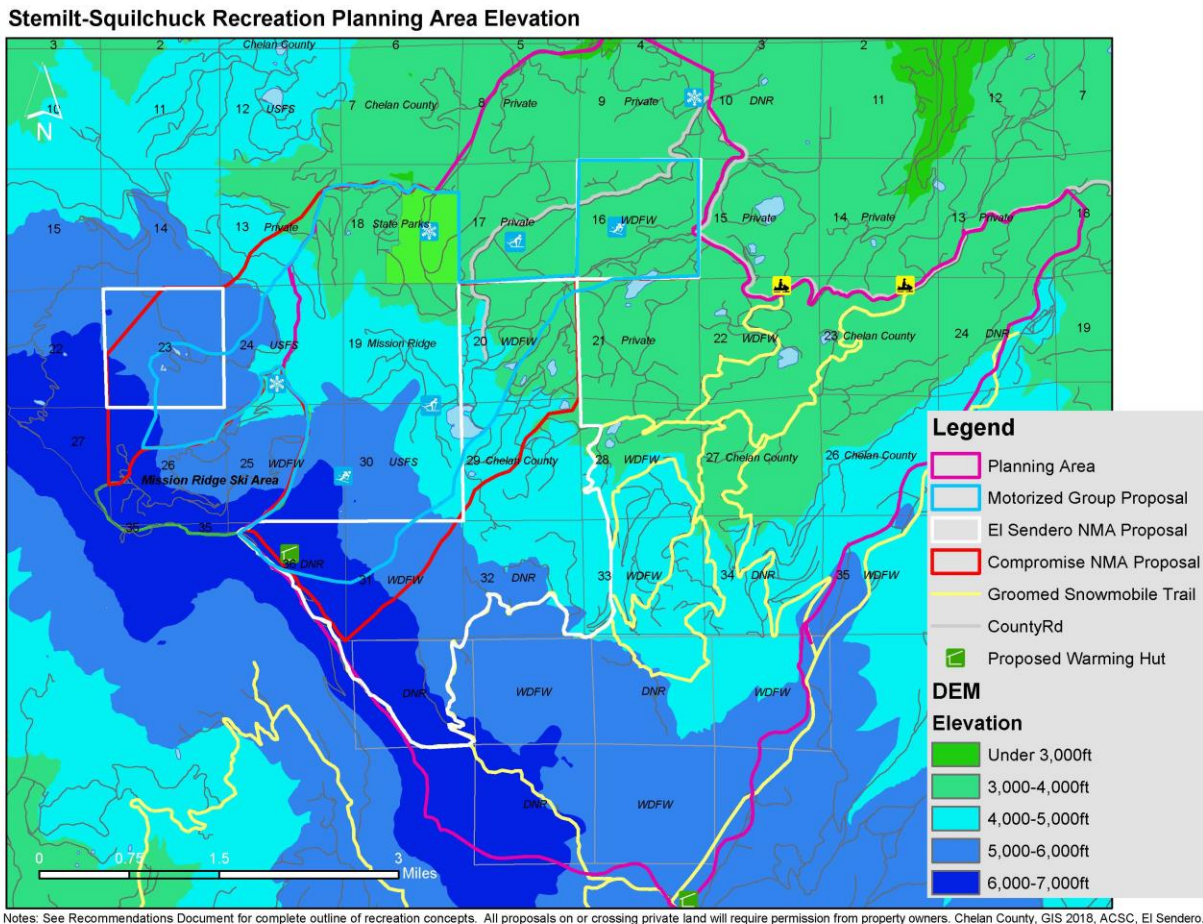 Stemilt-Squilchuck Recreation Planning Area Elevation
3 2 Chelan County 6 5 4 3 2
10 11 12 USFS 7 Chelan County 8 Private 9 Private 10 DNR 11 12 7
N
15 14 13 Private 18 State Parks 17 Private 16 WDFW 15 Private 14 Private 13 Private 18
22 23 24 USFS 19 Mission Ridge 20 WDFW 21 Private 22 WDFW 23 Chelan County 24 DNR 19
27 26 25 WDFW 30 USFS 29 Chelan County 28 WDFW 27 Chelan County 26 Chelan County
Mission Ridge Ski Area
35 35 36 DNR 31 WDFW 32 DNR 33 WDFW 34 DNR 35 WDFW
DNR WDFW DNR WDFW
DNR WDFW
0 0.75 1.5 3
Miles
Legend
Planning Area
Motorized Group Proposal
El Sendero NMA Proposal
Compromise NMA Proposal
Groomed Snowmobile Trail
CountyRd
Proposed Warming Hut
DEM
Elevation
Under 3,000ft
3,000-4,000ft
4,000-5,000ft
5,000-6,000ft
6,000-7,000ft
Notes: See Recommendations Document for complete outline of recreation concepts. All proposals on or crossing private land will require permission from property owners. Chelan County, GIS 2018, ACSC, El Sendero.